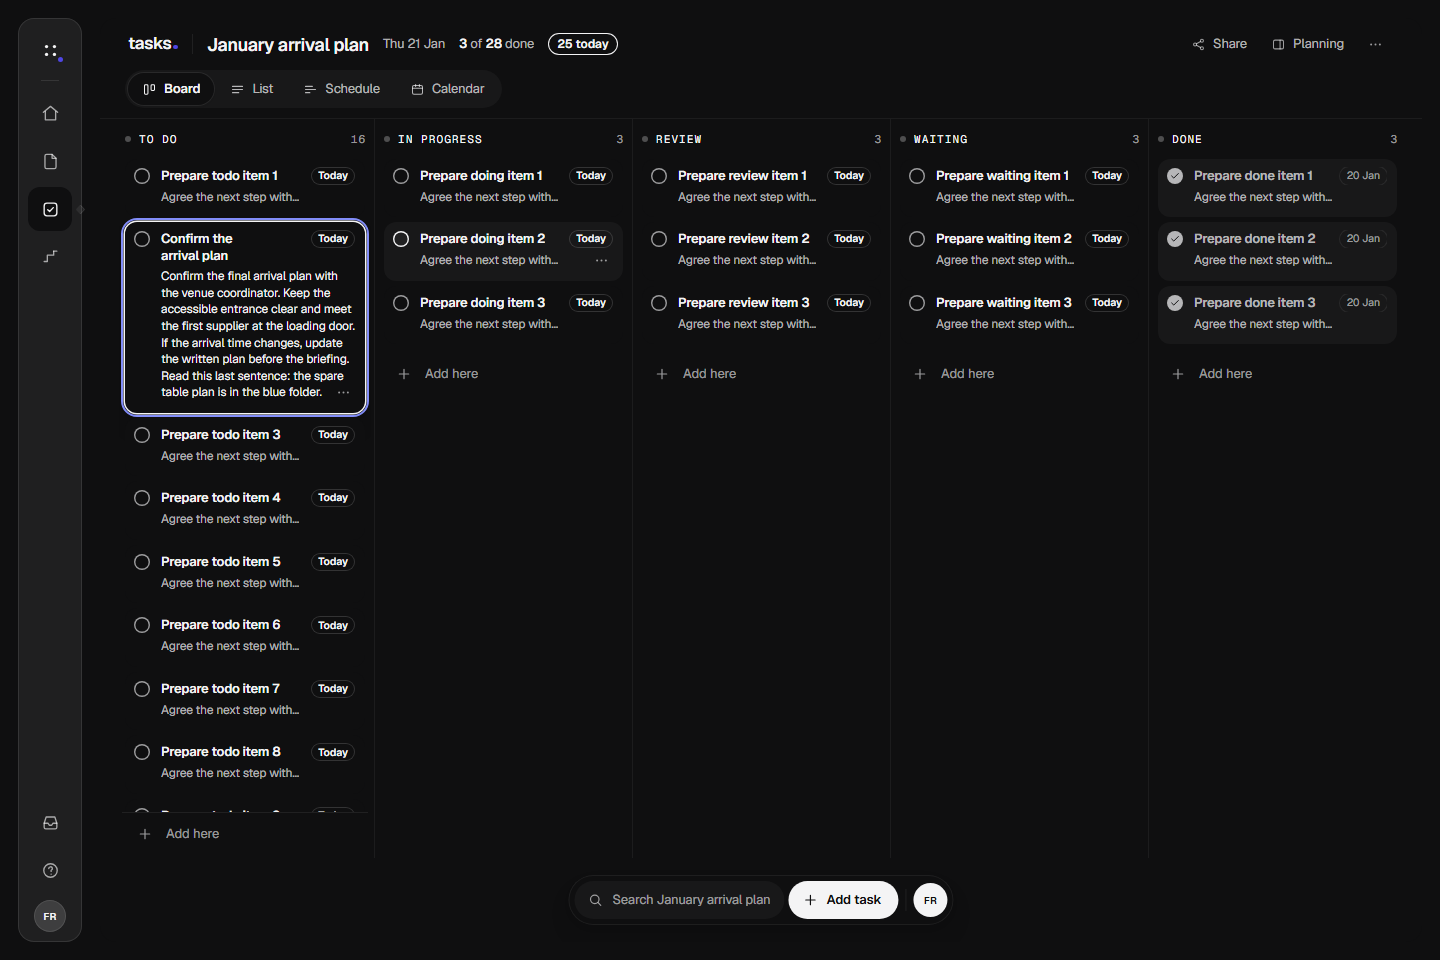 tasks. January arrival plan Thu 21 Jan 3 of 28 done 25 today Share Planning
Board List Schedule Calendar
TO DO 16
Prepare todo item 1 Today
Agree the next step with...
Confirm the Today
arrival plan
Confirm the final arrival plan with
the venue coordinator. Keep the
accessible entrance clear and meet
the first supplier at the loading door.
If the arrival time changes, update
the written plan before the briefing.
Read this last sentence: the spare
table plan is in the blue folder.
Prepare todo item 3 Today
Agree the next step with...
Prepare todo item 4 Today
Agree the next step with...
Prepare todo item 5 Today
Agree the next step with...
Prepare todo item 6 Today
Agree the next step with...
Prepare todo item 7 Today
Agree the next step with...
Prepare todo item 8 Today
Agree the next step with...
Add here
IN PROGRESS 3
Prepare doing item 1 Today
Agree the next step with...
Prepare doing item 2 Today
Agree the next step with...
Prepare doing item 3 Today
Agree the next step with...
Add here
REVIEW 3
Prepare review item 1 Today
Agree the next step with...
Prepare review item 2 Today
Agree the next step with...
Prepare review item 3 Today
Agree the next step with...
Add here
WAITING 3
Prepare waiting item 1 Today
Agree the next step with...
Prepare waiting item 2 Today
Agree the next step with...
Prepare waiting item 3 Today
Agree the next step with...
Add here
DONE 3
Prepare done item 1 20 Jan
Agree the next step with...
Prepare done item 2 20 Jan
Agree the next step with...
Prepare done item 3 20 Jan
Agree the next step with...
Add here
FR
Search January arrival plan Add task FR